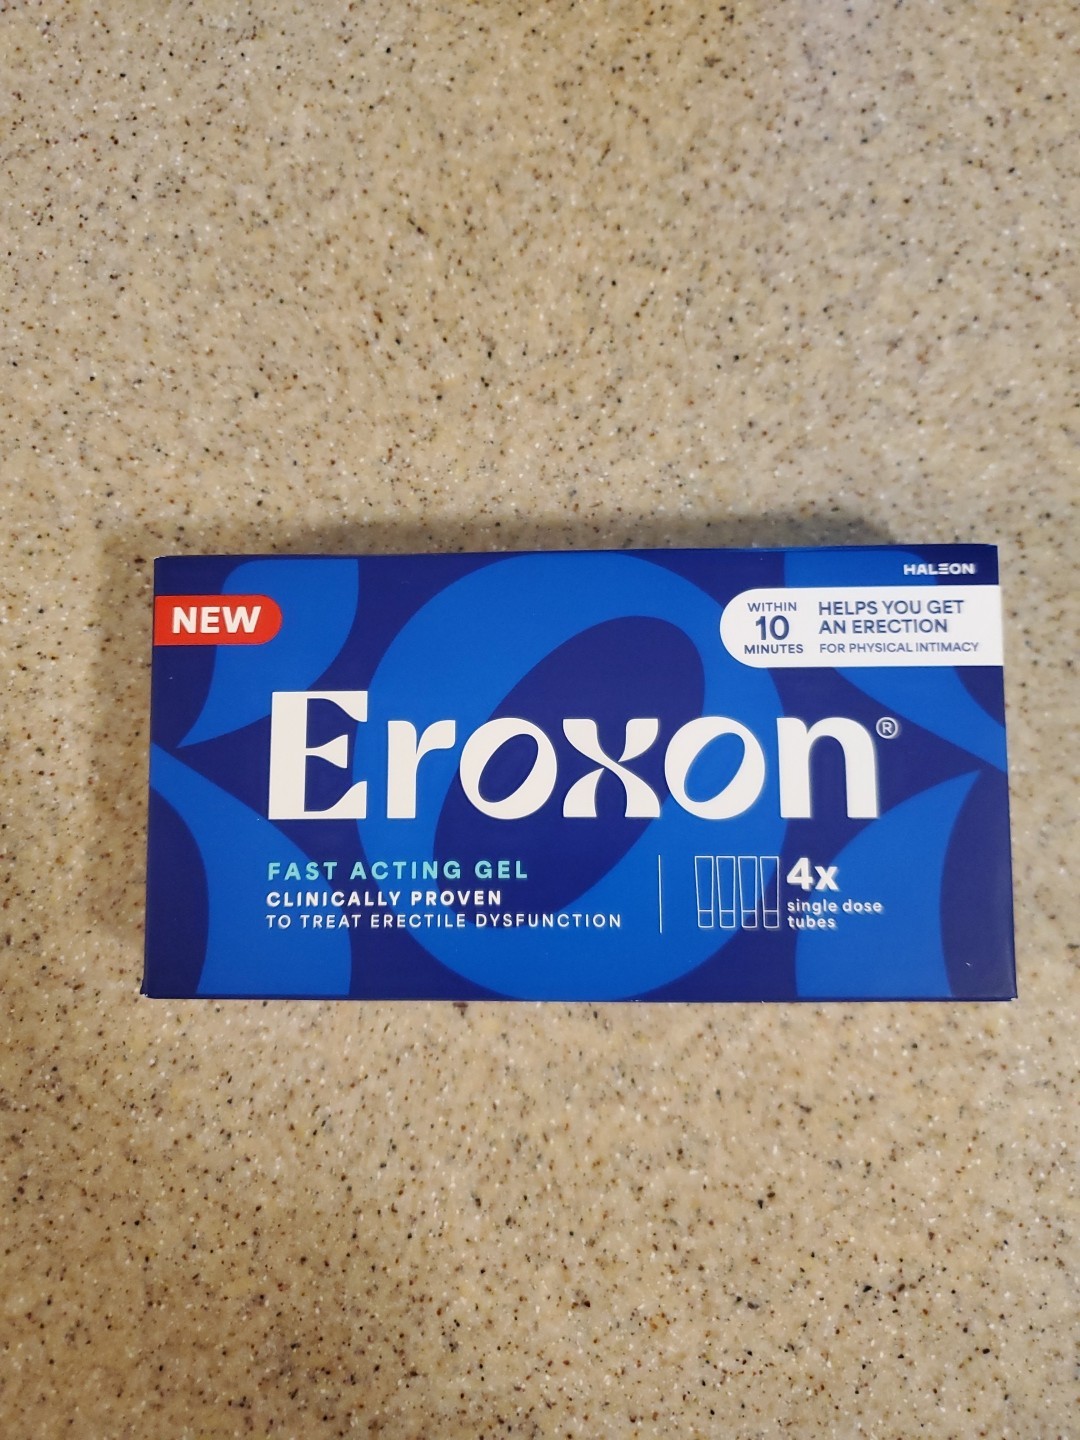 HALEON
NEW
WITHIN
10
MINUTES
HELPS YOU GET
AN ERECTION
FOR PHYSICAL INTIMACY
Eroxon®
FAST ACTING GEL
CLINICALLY PROVEN
TO TREAT ERECTILE DYSFUNCTION
4x
single dose
tubes